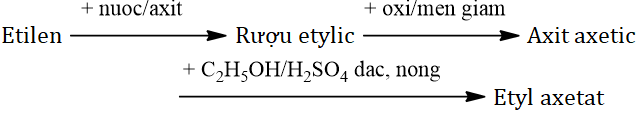 + nuoc/axit + oxi/men giam
Etilen Rượu etylic Axit axetic
+ C₂H₅OH/H₂SO₄ dac, nong
Etyl axetat